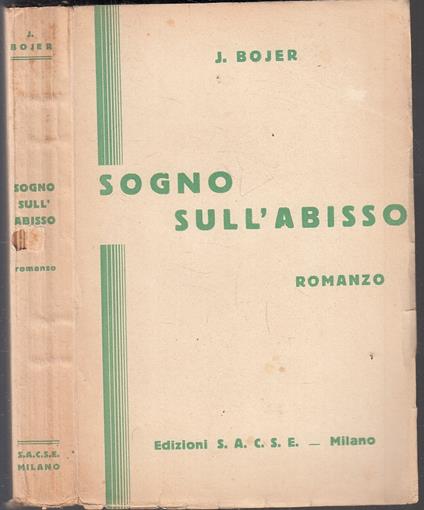 J.
BOJER
SOGNO
SULL'
ABISSO
romanzo
S.A.C.S.E.
MILANO
J. BOJER
SOGNO
SULL'ABISSO
ROMANZO
Edizioni S. A. C. S. E. — Milano